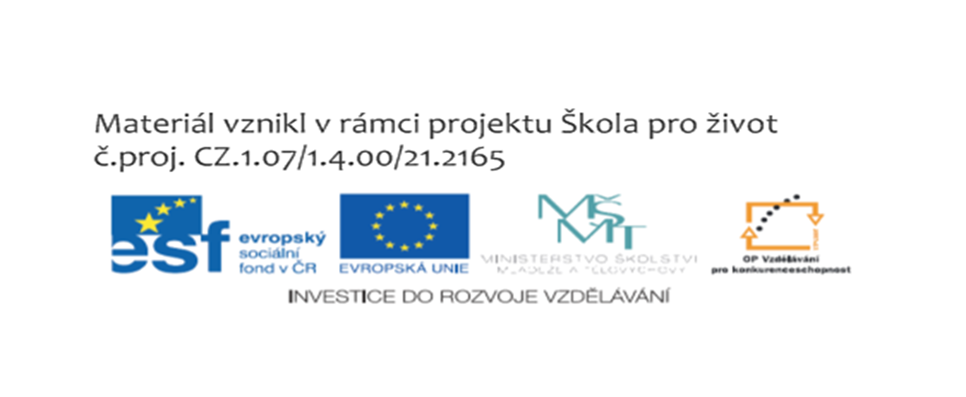 Materiál vznikl v rámci projektu Škola pro život
č.proj. CZ.1.07/1.4.00/21.2165
esf evropský
sociální
fond v ČR
EVROPSKÁ UNIE
MŠMT
MINISTERSTVO ŠKOLSTVÍ
MLÁDEŽE A TĚLOVÝCHOVY
OP Vzdělávání
pro konkurenceschopnost
INVESTICE DO ROZVOJE VZDĚLÁVÁNÍ